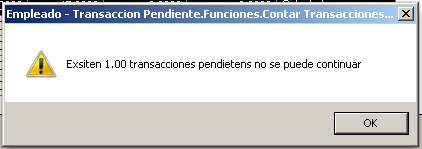 Empleado - Transaccion Pendiente.Funciones.Contar Transacciones...
Exsiten 1.00 transacciones pendietens no se puede continuar
OK